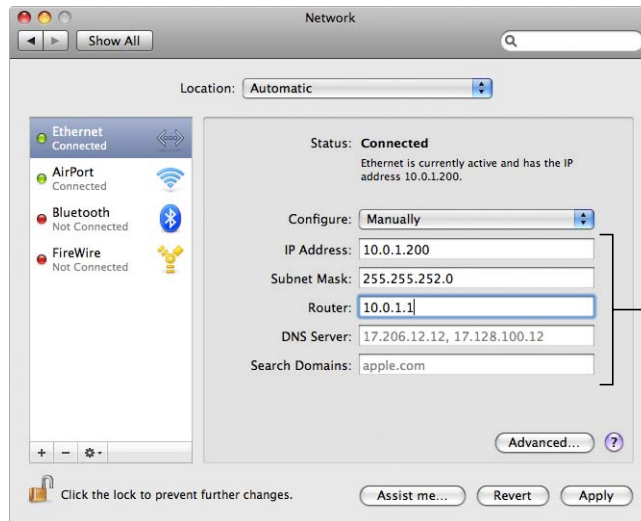 Network
Show All
Location: Automatic
Ethernet
Connected
AirPort
Connected
Bluetooth
Not Connected
FireWire
Not Connected
Status: Connected
Ethernet is currently active and has the IP
address 10.0.1.200.
Configure: Manually
IP Address: 10.0.1.200
Subnet Mask: 255.255.252.0
Router: 10.0.1.1
DNS Server: 17.206.12.12, 17.128.100.12
Search Domains: apple.com
Advanced... ?
+ −
Click the lock to prevent further changes.
Assist me... Revert Apply